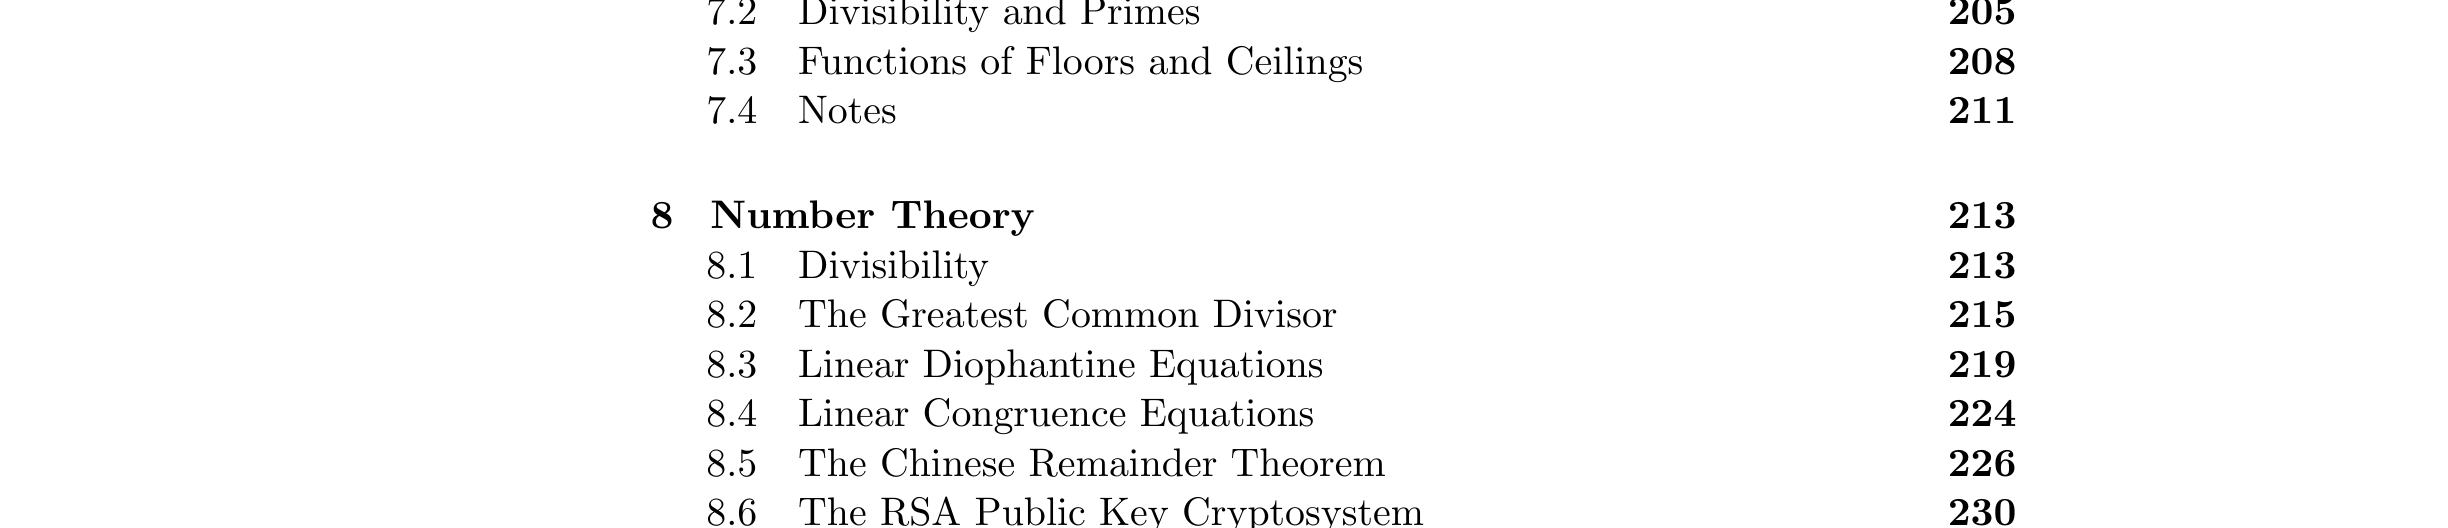 7.2 Divisibility and Primes 205
7.3 Functions of Floors and Ceilings 208
7.4 Notes 211
8 Number Theory 213
8.1 Divisibility 213
8.2 The Greatest Common Divisor 215
8.3 Linear Diophantine Equations 219
8.4 Linear Congruence Equations 224
8.5 The Chinese Remainder Theorem 226
8.6 The RSA Public Key Cryptosystem 230